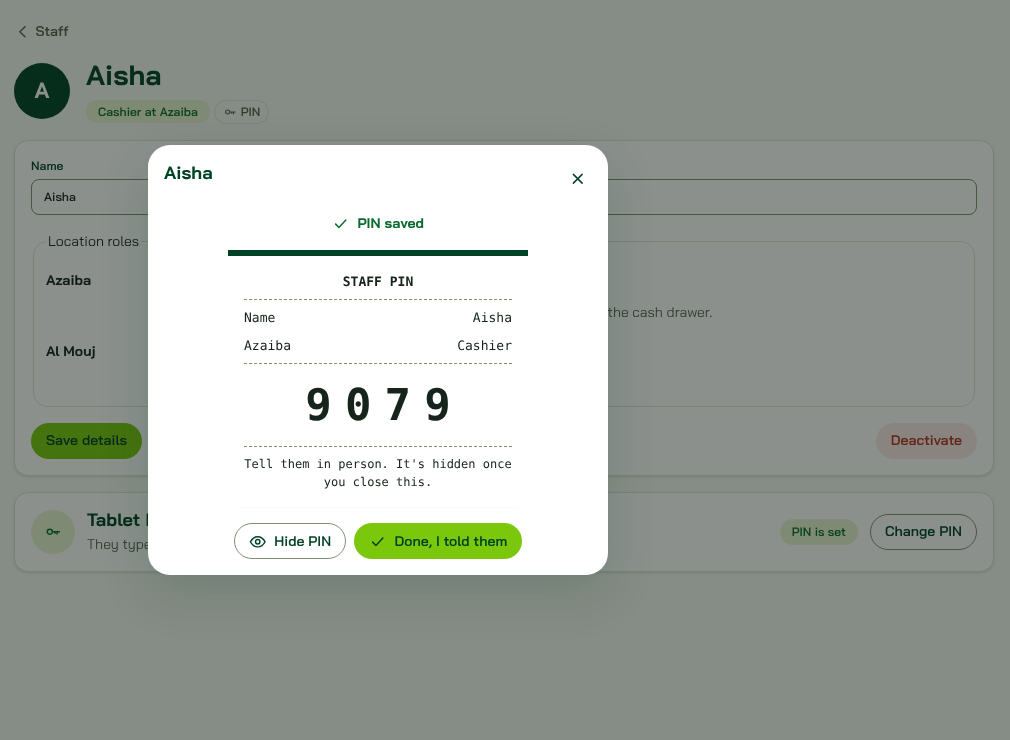 Staff
A
Aisha
Cashier at Azaiba
PIN
Name
Aisha
Location roles
Azaiba
the cash drawer.
Al Mouj
Save details
Deactivate
Tablet
They type
PIN is set
Change PIN
Aisha
PIN saved
STAFF PIN
Name Aisha
Azaiba Cashier
9079
Tell them in person. It's hidden once
you close this.
Hide PIN
Done, I told them